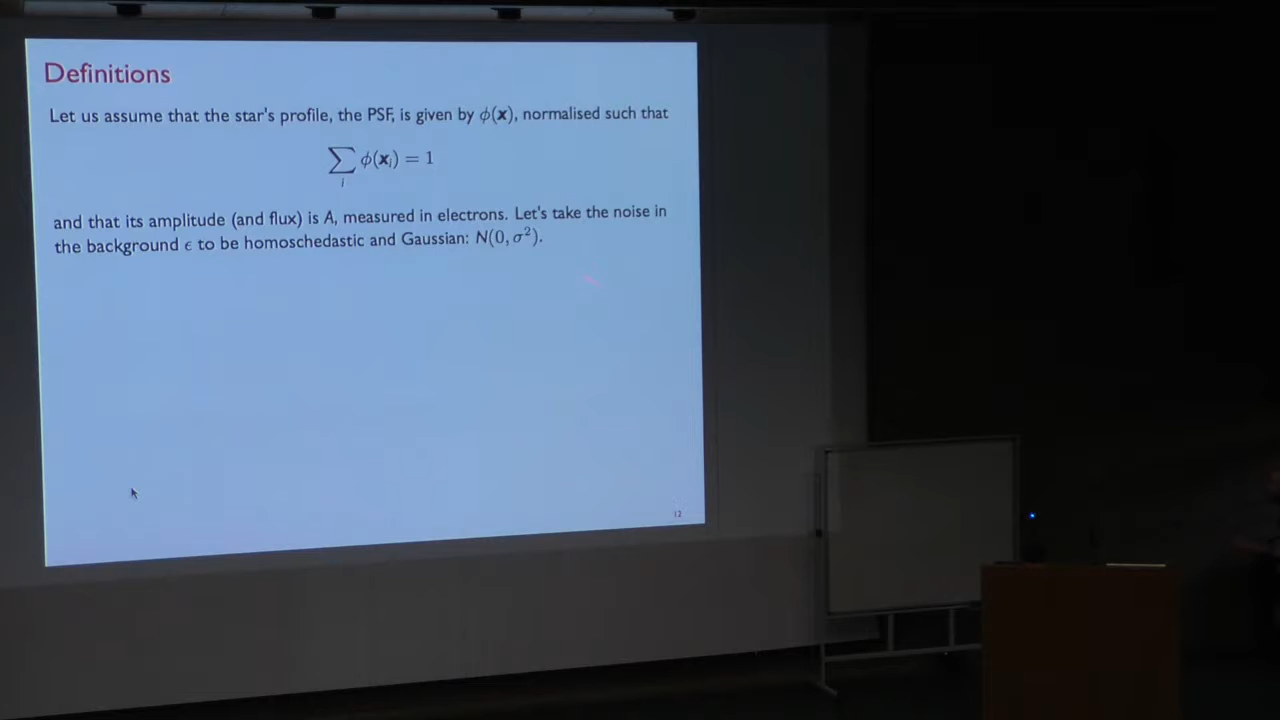 Definitions
Let us assume that the star's profile, the PSF, is given by ϕ(x), normalised such that
∑ᵢ ϕ(xᵢ) = 1
and that its amplitude (and flux) is A, measured in electrons. Let's take the noise in
the background ϵ to be homoschedastic and Gaussian: N(0, σ²).
12